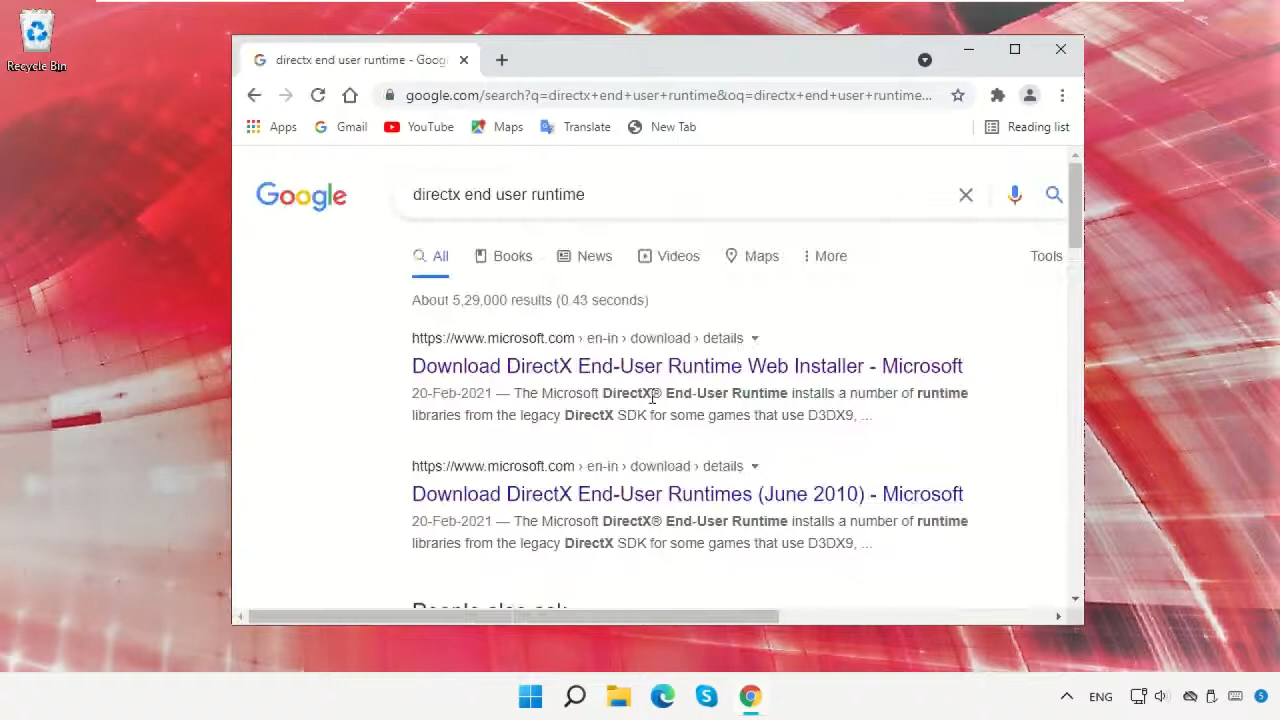 Recycle Bin
directx end user runtime - Goog
google.com/search?q=directx+end+user+runtime&oq=directx+end+user+runtime...
Apps Gmail YouTube Maps Translate New Tab Reading list
Google directx end user runtime
All Books News Videos Maps More Tools
About 5,29,000 results (0.43 seconds)
https://www.microsoft.com › en-in › download › details
Download DirectX End-User Runtime Web Installer - Microsoft
20-Feb-2021 — The Microsoft DirectX® End-User Runtime installs a number of runtime
libraries from the legacy DirectX SDK for some games that use D3DX9, ...
https://www.microsoft.com › en-in › download › details
Download DirectX End-User Runtimes (June 2010) - Microsoft
20-Feb-2021 — The Microsoft DirectX® End-User Runtime installs a number of runtime
libraries from the legacy DirectX SDK for some games that use D3DX9, ...
People also ask
ENG 5